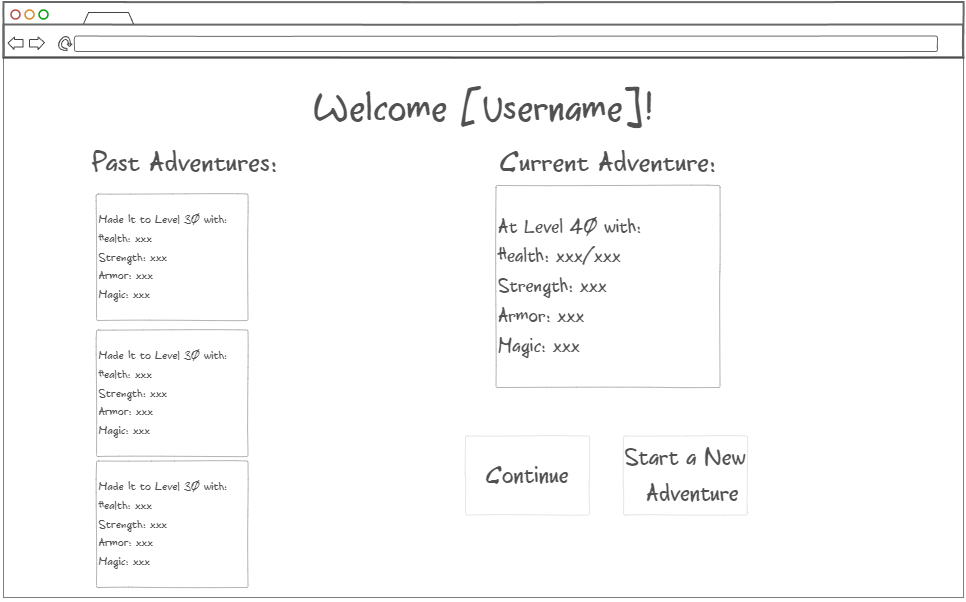 Welcome [Username]!
Past Adventures:
Made It to Level 30 with:
Health: xxx
Strength: xxx
Armor: xxx
Magic: xxx
Made It to Level 30 with:
Health: xxx
Strength: xxx
Armor: xxx
Magic: xxx
Made It to Level 30 with:
Health: xxx
Strength: xxx
Armor: xxx
Magic: xxx
Current Adventure:
At Level 40 with:
Health: xxx/xxx
Strength: xxx
Armor: xxx
Magic: xxx
Continue
Start a New
Adventure